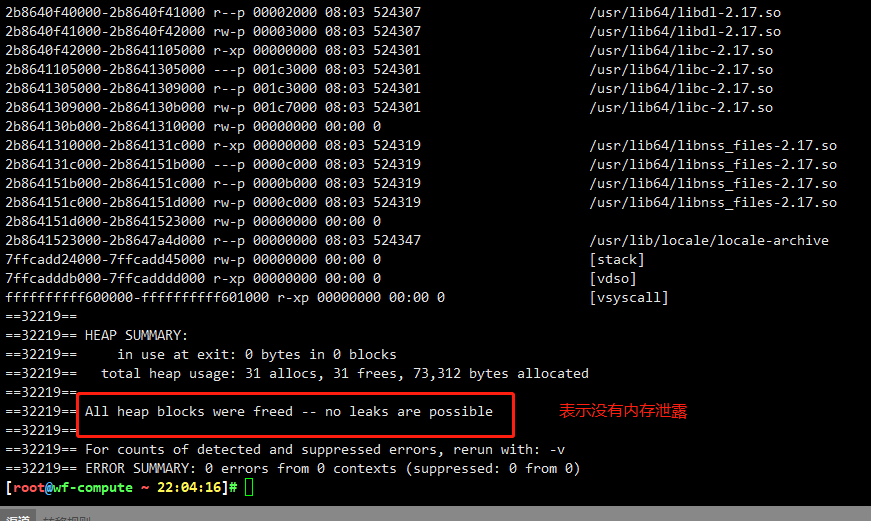 2b8640f40000-2b8640f41000 r--p 00002000 08:03 524307 /usr/lib64/libdl-2.17.so
2b8640f41000-2b8640f42000 rw-p 00003000 08:03 524307 /usr/lib64/libdl-2.17.so
2b8640f42000-2b8641105000 r-xp 00000000 08:03 524301 /usr/lib64/libc-2.17.so
2b8641105000-2b8641305000 ---p 001c3000 08:03 524301 /usr/lib64/libc-2.17.so
2b8641305000-2b8641309000 r--p 001c3000 08:03 524301 /usr/lib64/libc-2.17.so
2b8641309000-2b864130b000 rw-p 001c7000 08:03 524301 /usr/lib64/libc-2.17.so
2b864130b000-2b8641310000 rw-p 00000000 00:00 0
2b8641310000-2b864131c000 r-xp 00000000 08:03 524319 /usr/lib64/libnss_files-2.17.so
2b864131c000-2b864151b000 ---p 0000c000 08:03 524319 /usr/lib64/libnss_files-2.17.so
2b864151b000-2b864151c000 r--p 0000b000 08:03 524319 /usr/lib64/libnss_files-2.17.so
2b864151c000-2b864151d000 rw-p 0000c000 08:03 524319 /usr/lib64/libnss_files-2.17.so
2b864151d000-2b8641523000 rw-p 00000000 00:00 0
2b8641523000-2b8647a4d000 r--p 00000000 08:03 524347 /usr/lib/locale/locale-archive
7ffcadd24000-7ffcadd45000 rw-p 00000000 00:00 0 [stack]
7ffcadddb000-7ffcadddd000 r-xp 00000000 00:00 0 [vdso]
ffffffffff600000-ffffffffff601000 r-xp 00000000 00:00 0 [vsyscall]
==32219==
==32219== HEAP SUMMARY:
==32219== in use at exit: 0 bytes in 0 blocks
==32219== total heap usage: 31 allocs, 31 frees, 73,312 bytes allocated
==32219==
==32219== All heap blocks were freed -- no leaks are possible 表示没有内存泄露
==32219==
==32219== For counts of detected and suppressed errors, rerun with: -v
==32219== ERROR SUMMARY: 0 errors from 0 contexts (suppressed: 0 from 0)
[root@wf-compute ~ 22:04:16]#